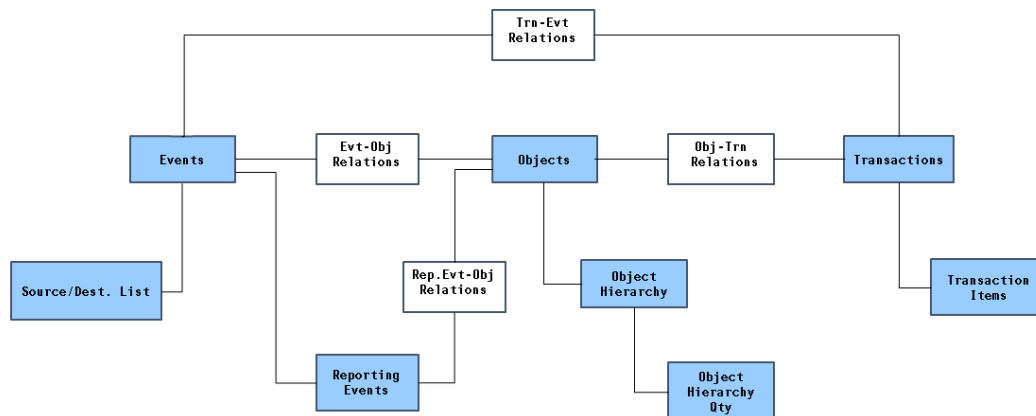 Trn-Evt
Relations
Events
Evt-Obj
Relations
Objects
Obj-Trn
Relations
Transactions
Source/Dest. List
Rep.Evt-Obj
Relations
Object
Hierarchy
Transaction
Items
Reporting
Events
Object
Hierarchy
Qty